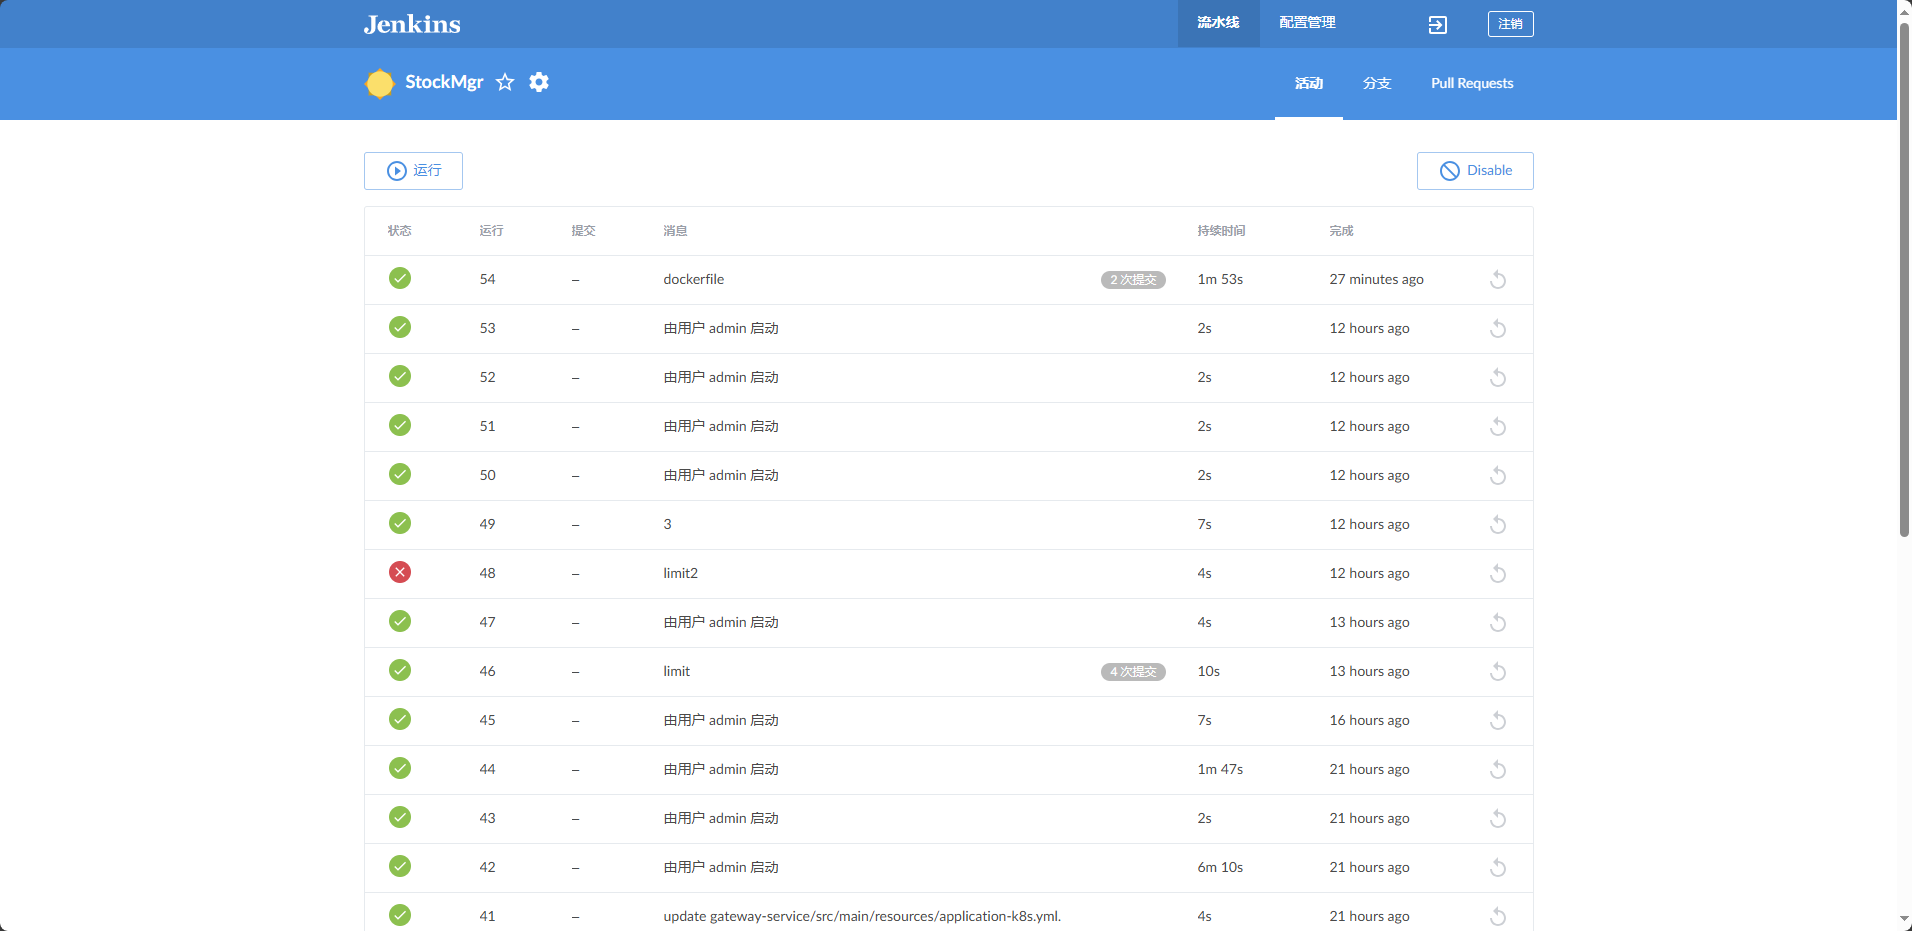 Jenkins 流水线 配置管理 注销
StockMgr 活动 分支 Pull Requests
运行 Disable
状态 运行 提交 消息 持续时间 完成
54 – dockerfile 2 次提交 1m 53s 27 minutes ago
53 – 由用户 admin 启动 2s 12 hours ago
52 – 由用户 admin 启动 2s 12 hours ago
51 – 由用户 admin 启动 2s 12 hours ago
50 – 由用户 admin 启动 2s 12 hours ago
49 – 3 7s 12 hours ago
48 – limit2 4s 12 hours ago
47 – 由用户 admin 启动 4s 13 hours ago
46 – limit 4 次提交 10s 13 hours ago
45 – 由用户 admin 启动 7s 16 hours ago
44 – 由用户 admin 启动 1m 47s 21 hours ago
43 – 由用户 admin 启动 2s 21 hours ago
42 – 由用户 admin 启动 6m 10s 21 hours ago
41 – update gateway-service/src/main/resources/application-k8s.yml. 4s 21 hours ago